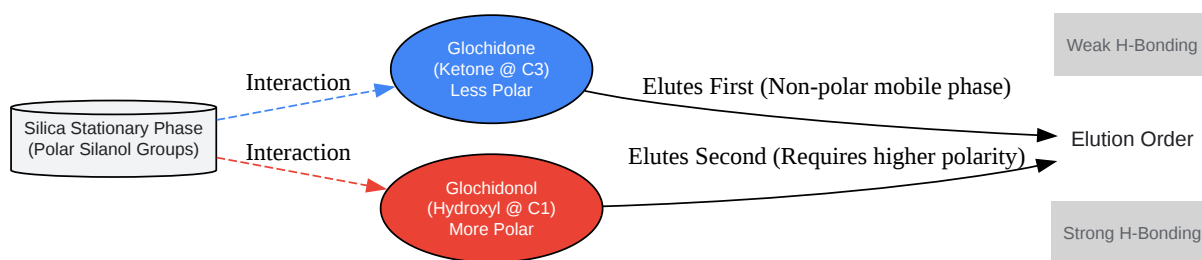 Silica Stationary Phase
(Polar Silanol Groups)
Interaction
Interaction
Glochidone
(Ketone @ C3)
Less Polar
Glochidonol
(Hydroxyl @ C1)
More Polar
Elutes First (Non-polar mobile phase)
Elutes Second (Requires higher polarity)
Weak H-Bonding
Elution Order
Strong H-Bonding